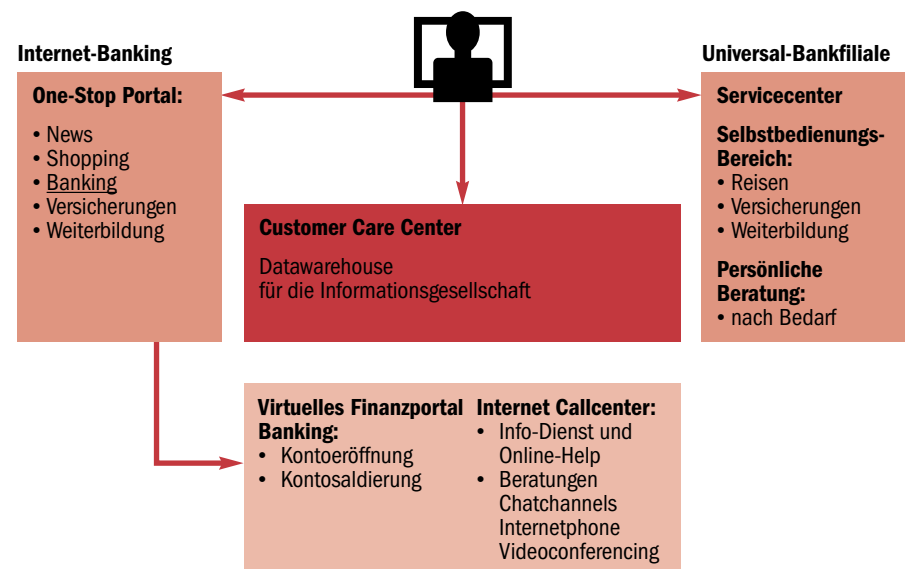 Internet-Banking
One-Stop Portal:
• News
• Shopping
• Banking
• Versicherungen
• Weiterbildung
Customer Care Center
Datawarehouse
für die Informationsgesellschaft
Universal-Bankfiliale
Servicecenter
Selbstbedienungs-
Bereich:
• Reisen
• Versicherungen
• Weiterbildung
Persönliche
Beratung:
• nach Bedarf
Virtuelles Finanzportal
Banking:
• Kontoeröffnung
• Kontosaldierung
Internet Callcenter:
• Info-Dienst und
Online-Help
• Beratungen
Chatchannels
Internetphone
Videoconferencing